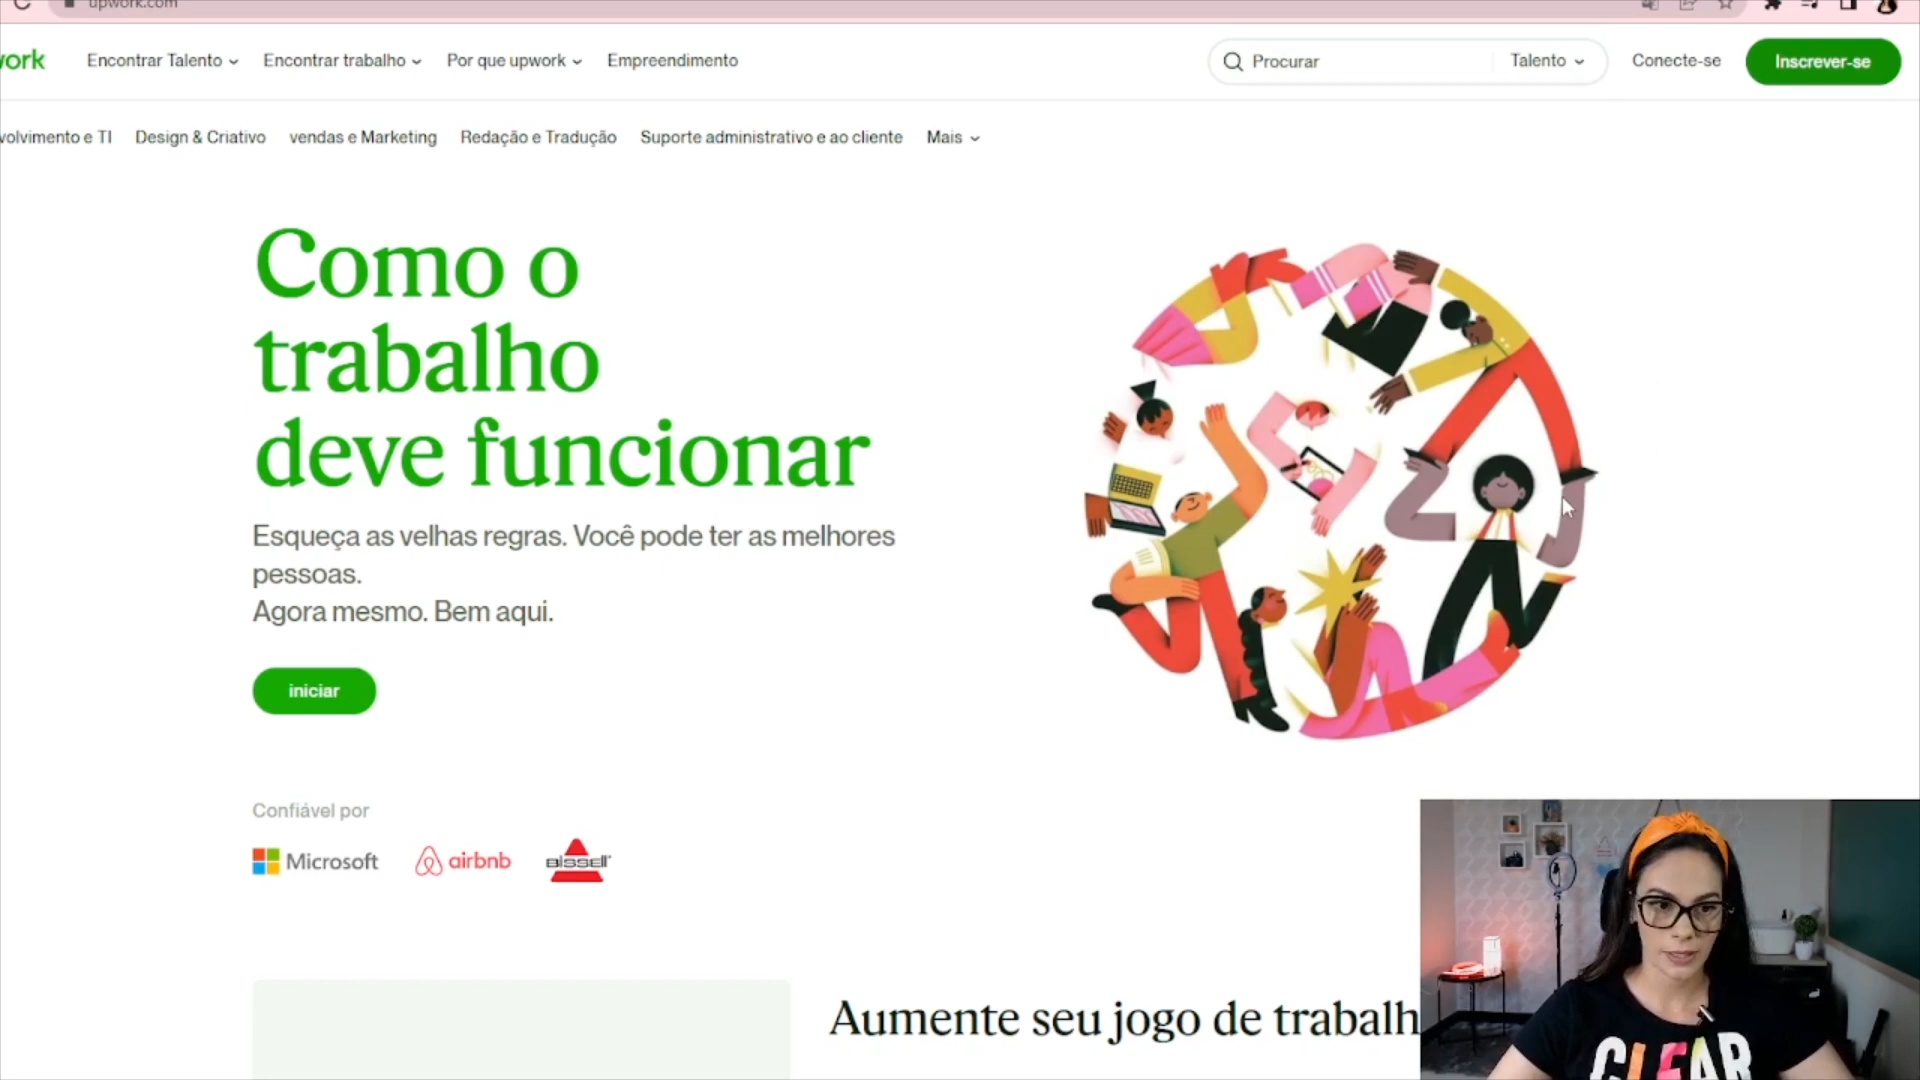 upwork.com
work
Encontrar Talento
Encontrar trabalho
Por que upwork
Empreendimento
Procurar
Talento
Conecte-se
Inscrever-se
volvimento e TI
Design & Criativo
vendas e Marketing
Redação e Tradução
Suporte administrativo e ao cliente
Mais
Como o
trabalho
deve funcionar
Esqueça as velhas regras. Você pode ter as melhores
pessoas.
Agora mesmo. Bem aqui.
iniciar
Confiável por
Microsoft
airbnb
BISSELL
Aumente seu jogo de trabalh
CLEAR